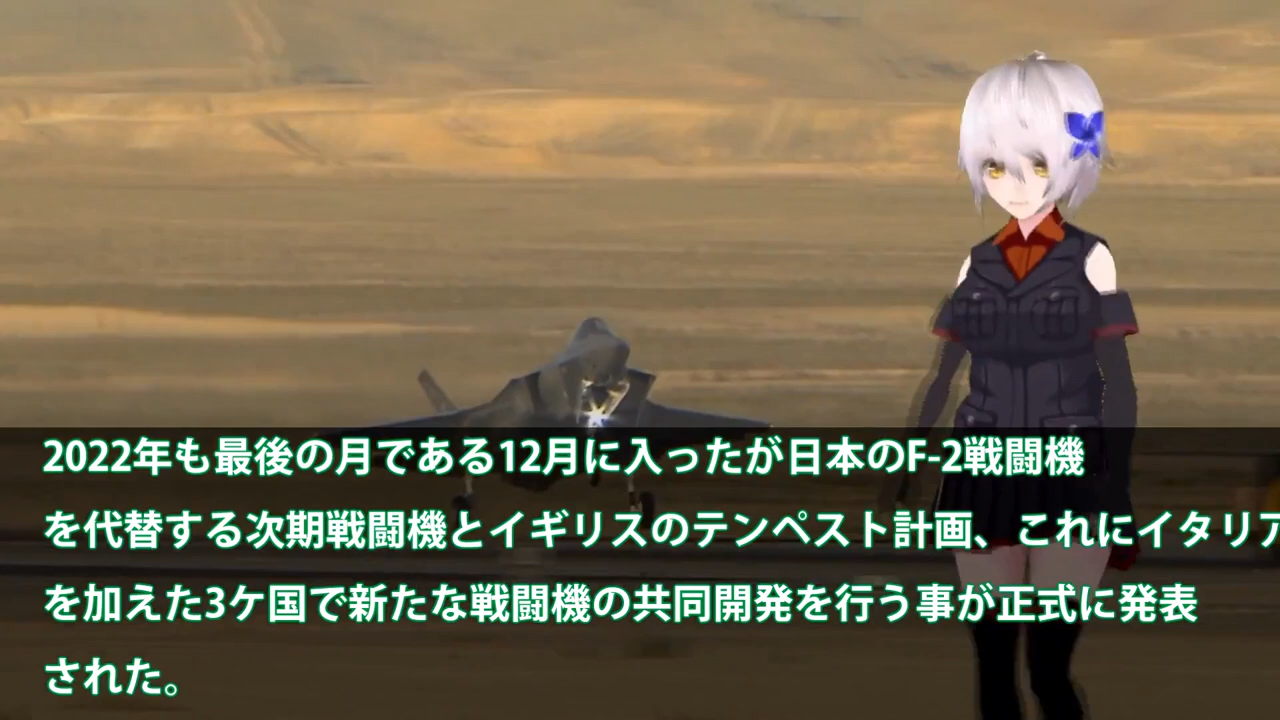 2022年も最後の月である12月に入ったが日本のF-2戦闘機
を代替する次期戦闘機とイギリスのテンペスト計画、これにイタリア
を加えた3ケ国で新たな戦闘機の共同開発を行う事が正式に発表
された。